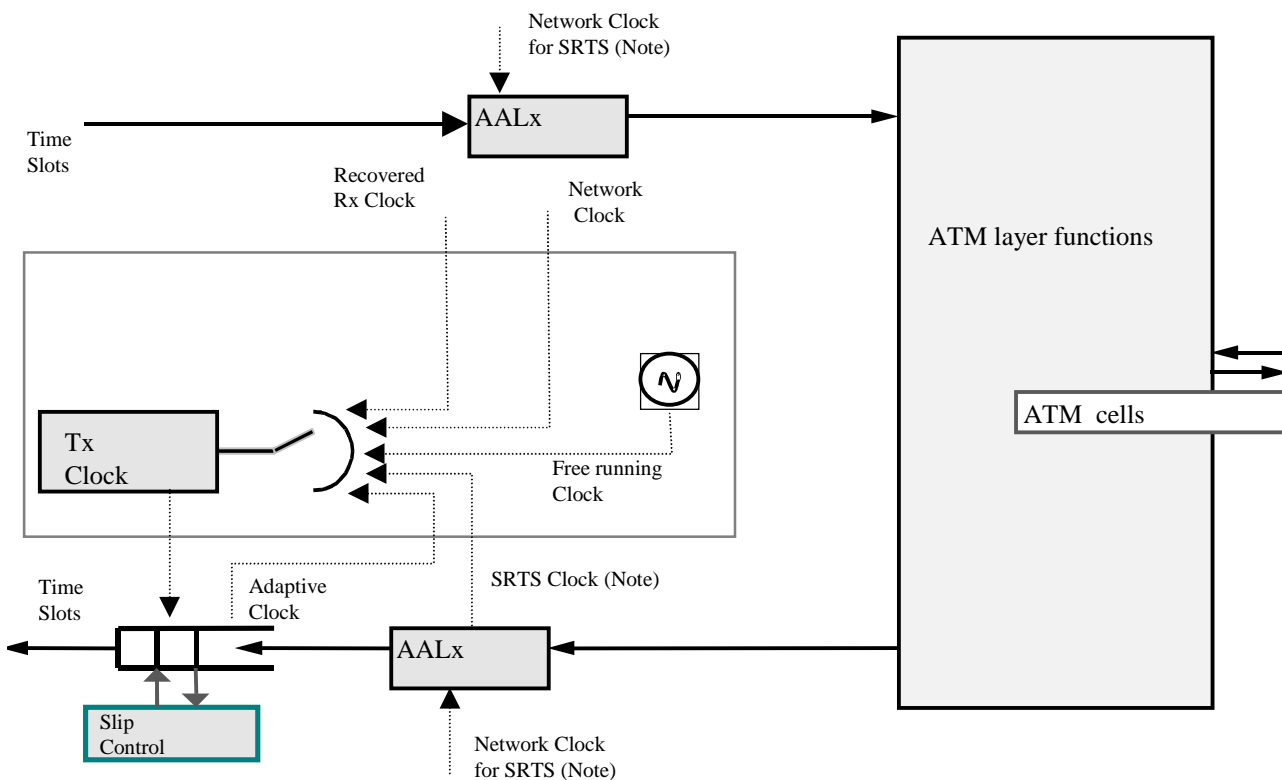 Network Clock
for SRTS (Note)
AALx
Time
Slots
Recovered
Rx Clock
Network
Clock
ATM layer functions
Tx
Clock
Free running
Clock
ATM cells
Time
Slots
Adaptive
Clock
SRTS Clock (Note)
AALx
Slip
Control
Network Clock
for SRTS (Note)